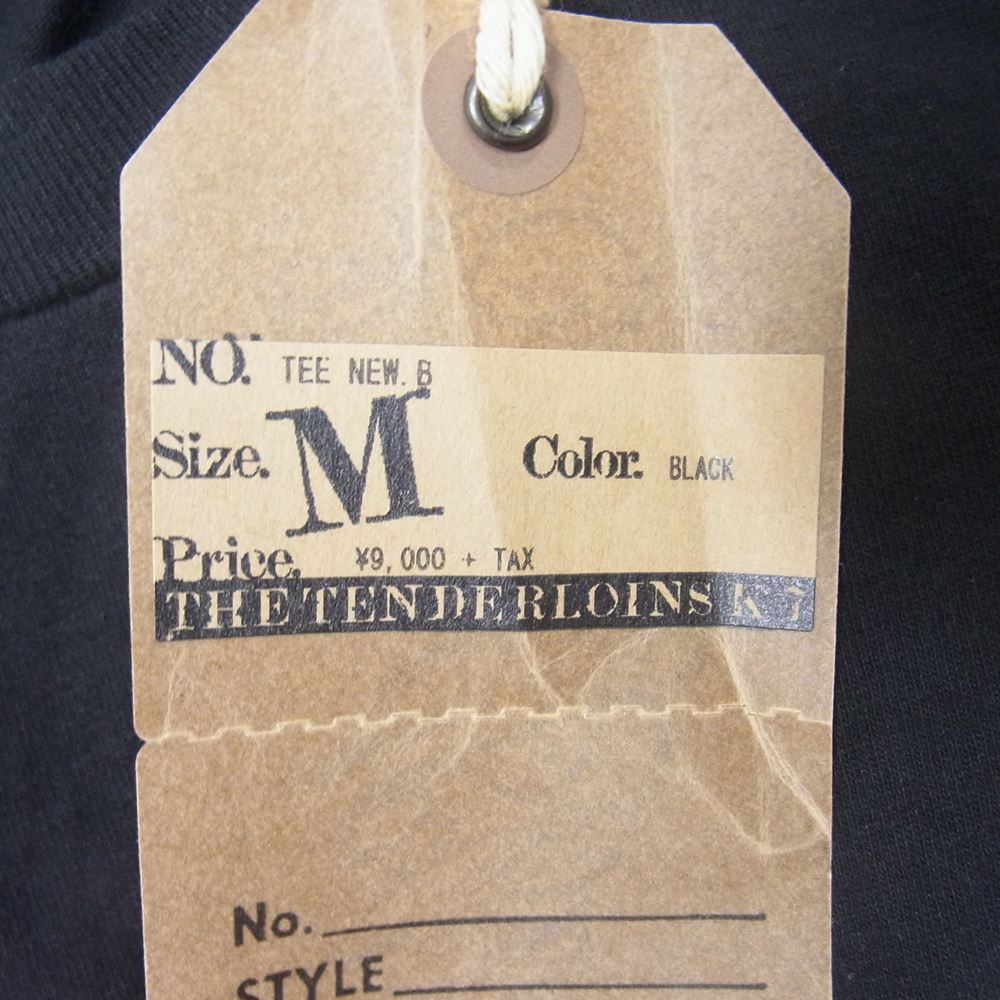 NO. TEE NEW. B
Size. M Color. BLACK
Price. ¥9,000 + TAX
THE TENDERLOINS
No.
STYLE